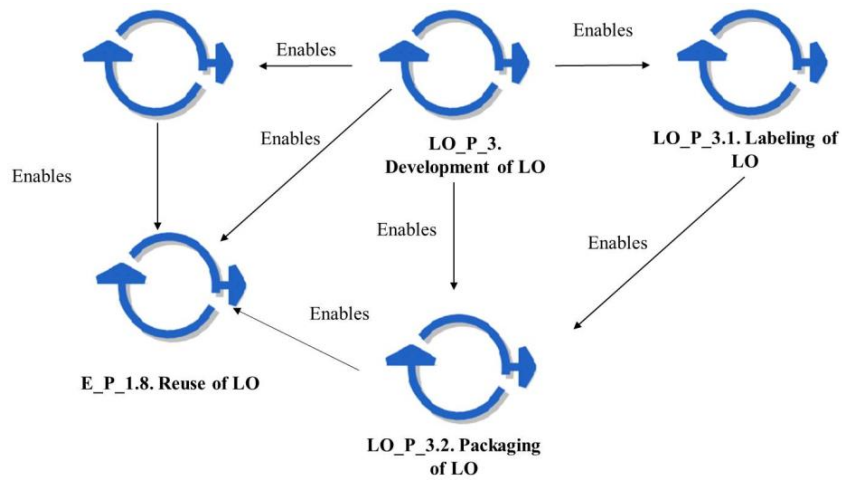 Enables
Enables
LO_P_3.
Development of LO
LO_P_3.1. Labeling of
LO
Enables
Enables
Enables
Enables
Enables
E_P_1.8. Reuse of LO
LO_P_3.2. Packaging
of LO